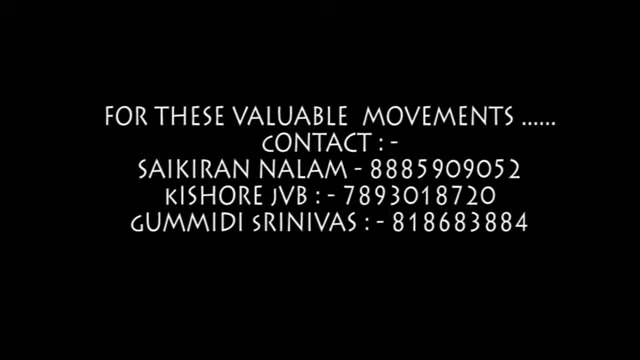 FOR THESE VALUABLE MOVEMENTS ......
CONTACT : -
SAIKIRAN NALAM - 8885909052
KISHORE JVB : - 7893018720
GUMMIDI SRINIVAS : - 818683884